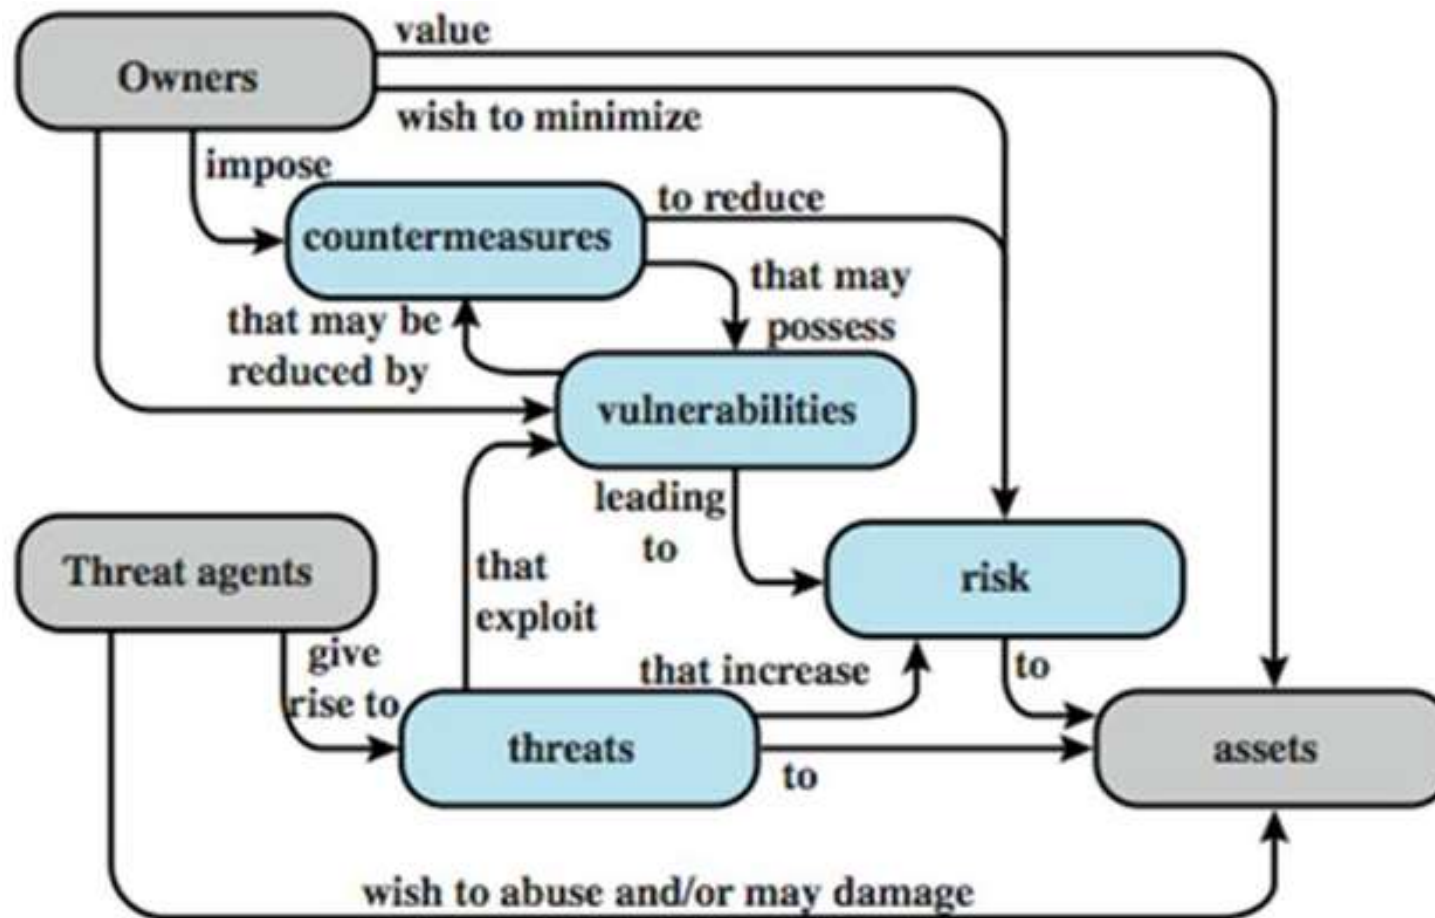 value
Owners
wish to minimize
impose
to reduce
countermeasures
that may
possess
that may be
reduced by
vulnerabilities
leading
to
Threat agents
that
exploit
risk
give
rise to
that increase
to
threats
to
assets
wish to abuse and/or may damage